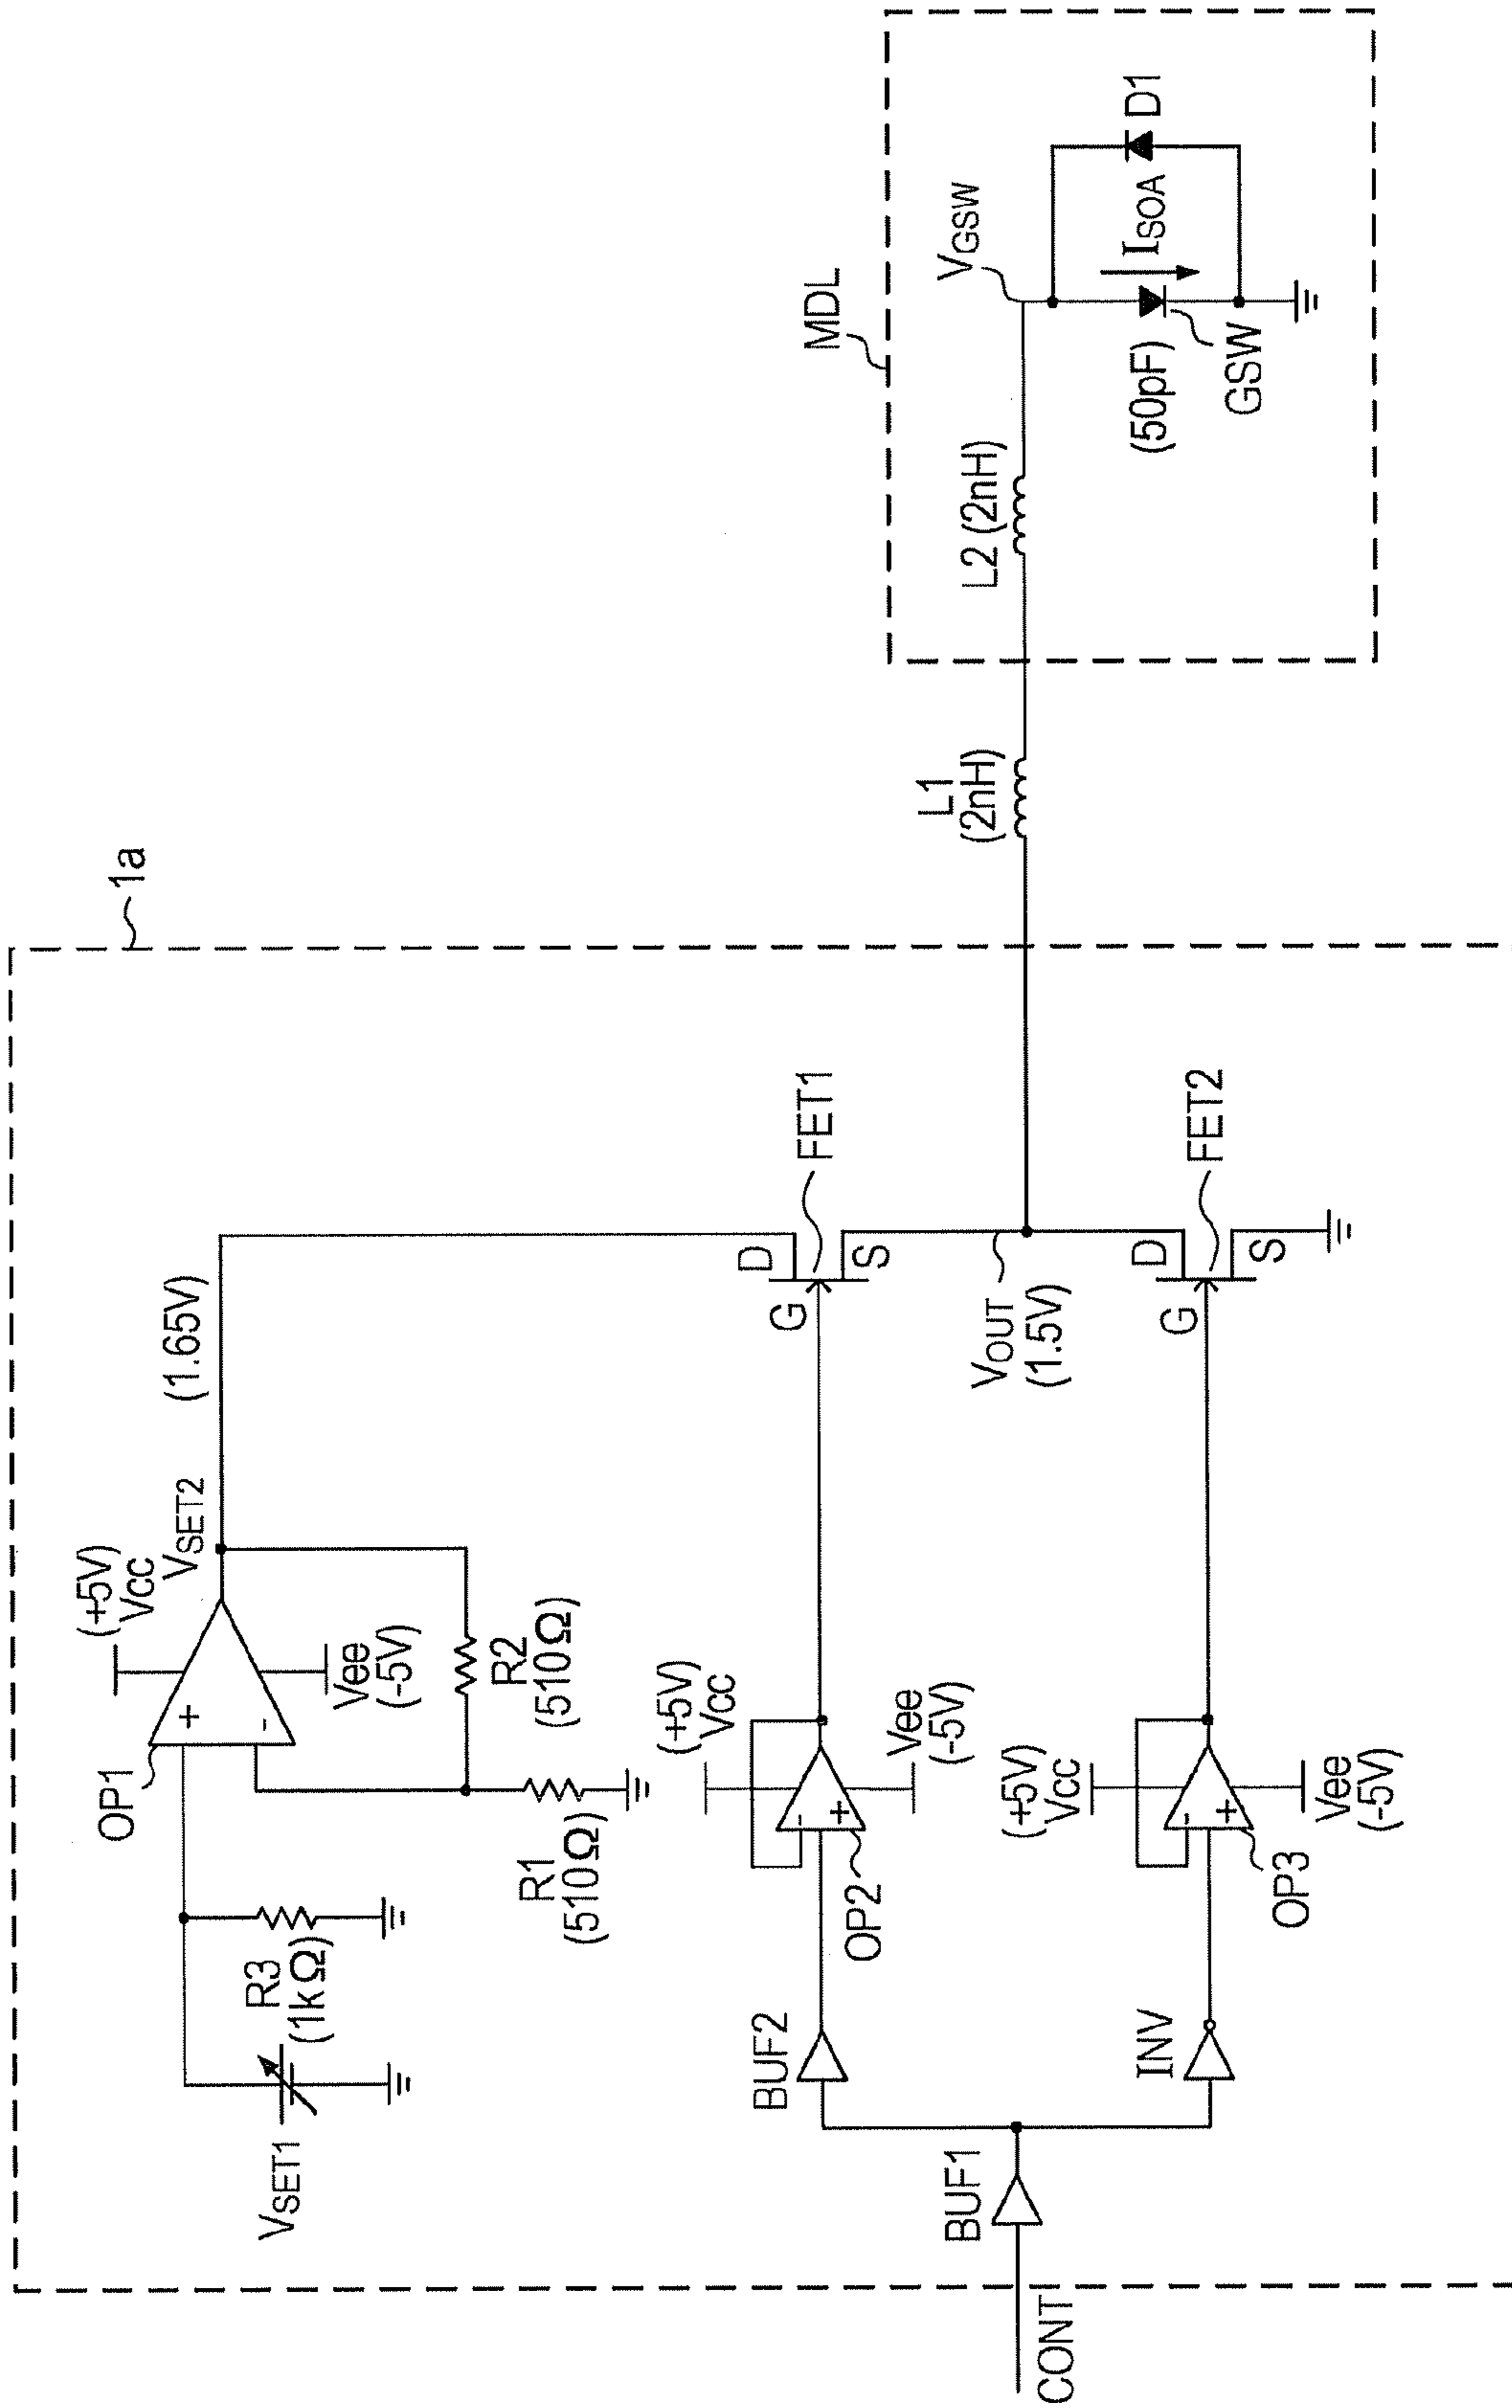 1a
(+5V)
VCC
VSET2
(1.65V)
OP1
+
-
Vee
(-5V)
R2
(510Ω)
R1
(510Ω)
R3
(1kΩ)
VSET1
D
G
S
FET1
(+5V)
VCC
-
+
Vee
(-5V)
OP2
BUF2
VOUT
(1.5V)
L1
(2nH)
MDL
L2 (2nH)
VGSW
(50pF)
GSW
ISOA
D1
CONT
BUF1
INV
(+5V)
VCC
-
+
Vee
(-5V)
OP3
D
G
S
FET2